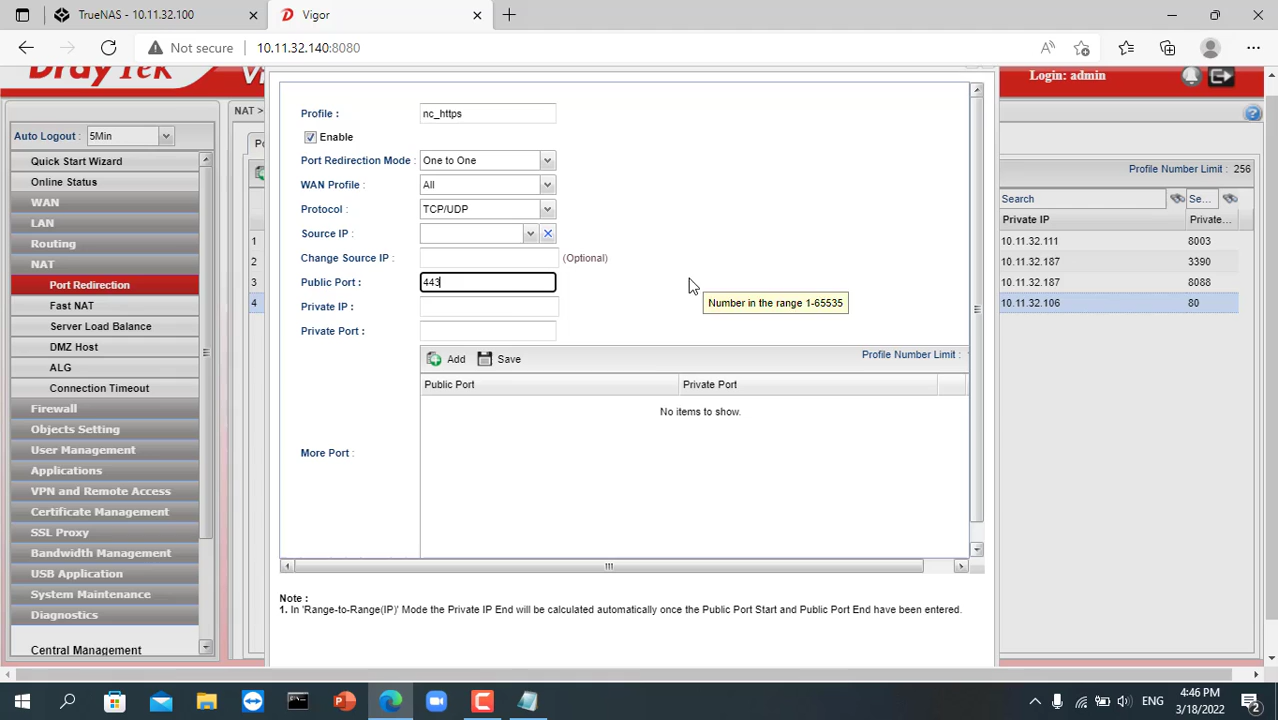 TrueNAS - 10.11.32.100
Vigor
Not secure
10.11.32.140:8080
DrayTek
Login: admin
Auto Logout : 5Min
Quick Start Wizard
Online Status
WAN
LAN
Routing
NAT
Port Redirection
Fast NAT
Server Load Balance
DMZ Host
ALG
Connection Timeout
Firewall
Objects Setting
User Management
Applications
VPN and Remote Access
Certificate Management
SSL Proxy
Bandwidth Management
USB Application
System Maintenance
Diagnostics
Central Management
NAT >
1
2
3
4
Profile : nc_https
Enable
Port Redirection Mode : One to One
WAN Profile : All
Protocol : TCP/UDP
Source IP :
Change Source IP : (Optional)
Public Port : 443
Number in the range 1-65535
Private IP :
Private Port :
Add Save Profile Number Limit :
Public Port Private Port
No items to show.
More Port :
Note :
1. In 'Range-to-Range(IP)' Mode the Private IP End will be calculated automatically once the Public Port Start and Public Port End have been entered.
Profile Number Limit : 256
Search Se...
Private IP Private...
10.11.32.111 8003
10.11.32.187 3390
10.11.32.187 8088
10.11.32.106 80
ENG
4:46 PM
3/18/2022
2